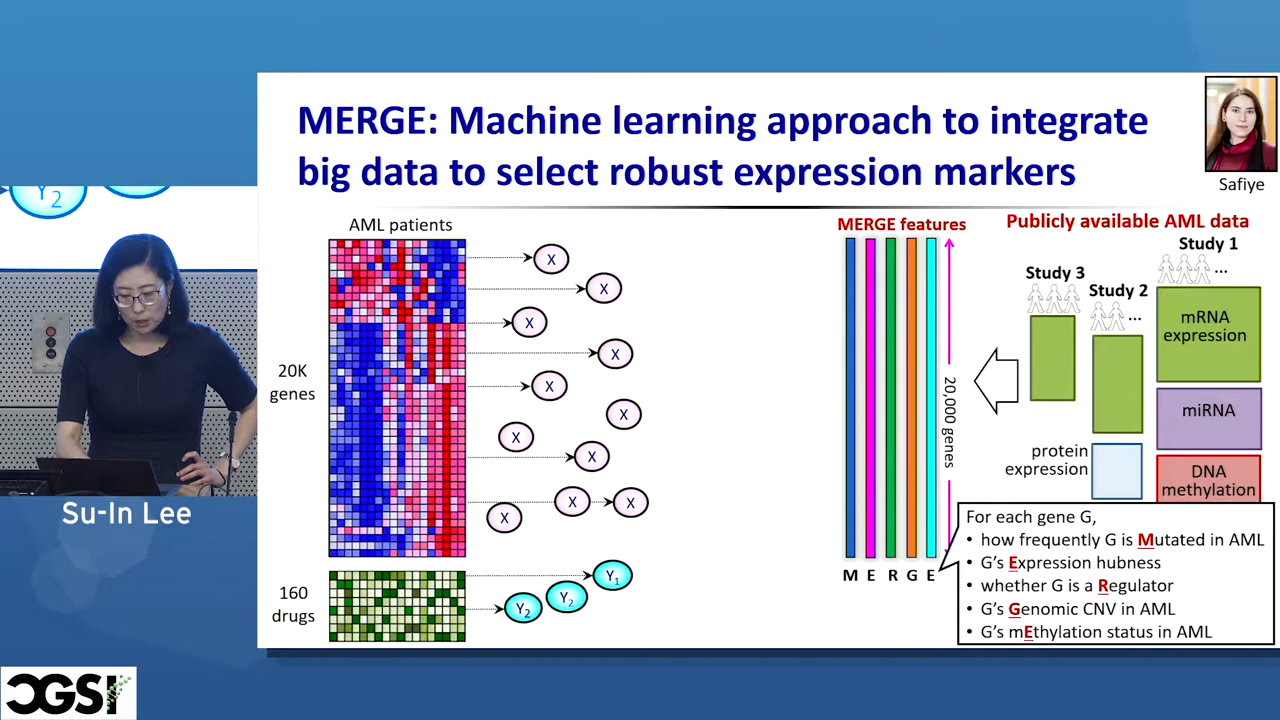 MERGE: Machine learning approach to integrate
big data to select robust expression markers
Safiye
AML patients
20K
genes
X
X
X
X
X
X
X
X
X
X
X
160
drugs
Y1
Y2
Y2
MERGE features
20,000 genes
M E R G E
Publicly available AML data
Study 1
...
Study 3
Study 2
...
mRNA
expression
miRNA
protein
expression
DNA
methylation
For each gene G,
• how frequently G is Mutated in AML
• G's Expression hubness
• whether G is a Regulator
• G's Genomic CNV in AML
• G's mEthylation status in AML
Y2
Su-In Lee
CGSI